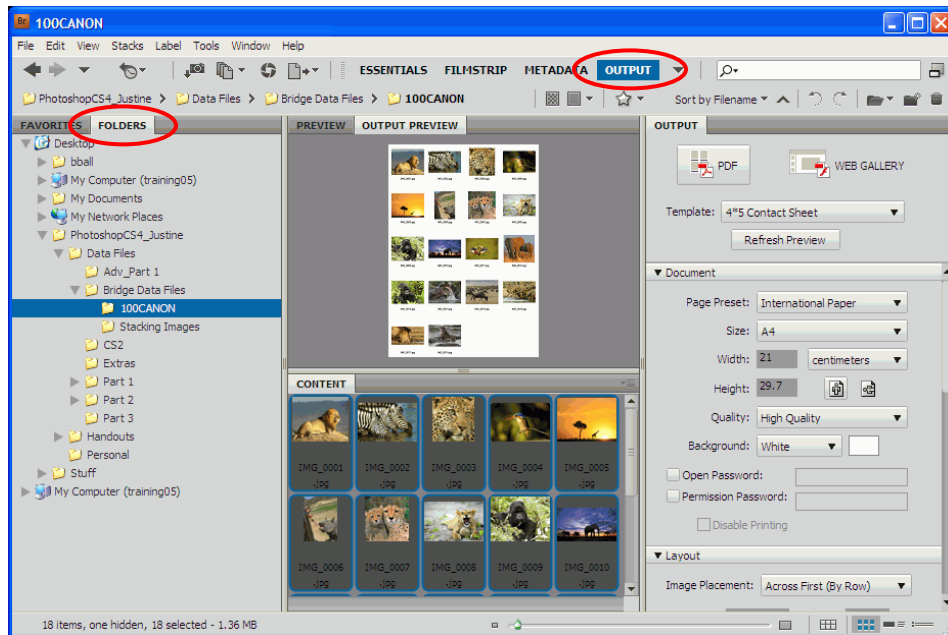 Br 100CANON
File Edit View Stacks Label Tools Window Help
ESSENTIALS FILMSTRIP METADATA OUTPUT
PhotoshopCS4_Justine > Data Files > Bridge Data Files > 100CANON
Sort by Filename
FAVORITES FOLDERS
Desktop
bball
My Computer (training05)
My Documents
My Network Places
PhotoshopCS4_Justine
Data Files
Adv_Part 1
Bridge Data Files
100CANON
Stacking Images
CS2
Extras
Part 1
Part 2
Part 3
Handouts
Personal
Stuff
My Computer (training05)
PREVIEW OUTPUT PREVIEW
CONTENT
IMG_0001 IMG_0002 IMG_0003 IMG_0004 IMG_0005
.jpg .jpg .jpg .jpg .jpg
IMG_0006 IMG_0007 IMG_0008 IMG_0009 IMG_0010
.jpg .jpg .jpg .jpg .jpg
OUTPUT
PDF WEB GALLERY
Template: 4*5 Contact Sheet
Refresh Preview
Document
Page Preset: International Paper
Size: A4
Width: 21 centimeters
Height: 29.7
Quality: High Quality
Background: White
Open Password:
Permission Password:
Disable Printing
Layout
Image Placement: Across First (By Row)
18 items, one hidden, 18 selected - 1.36 MB